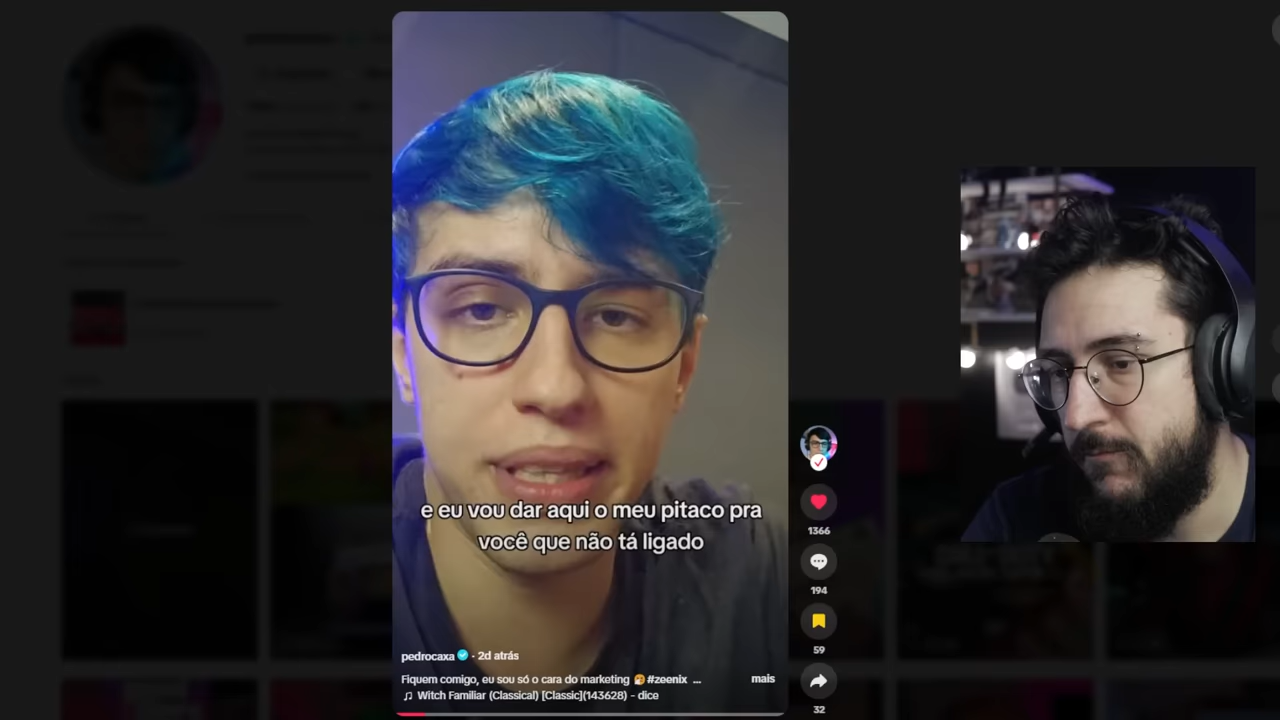 e eu vou dar aqui o meu pitaco pra
você que não tá ligado
pedrocaxa · 2d atrás
Fiquem comigo, eu sou só o cara do marketing #zeenix ... mais
Witch Familiar (Classical) [Classic](143628) - dice
1366
194
59
32